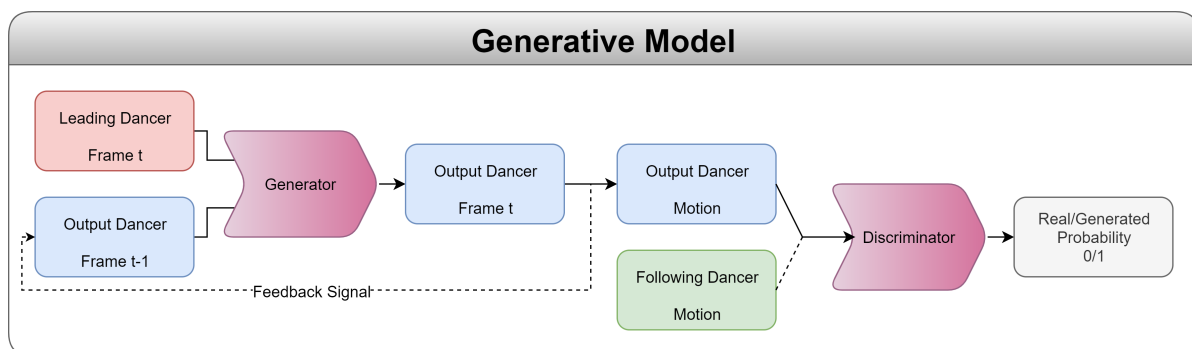 Generative Model
Leading Dancer
Frame t
Output Dancer
Frame t-1
Generator
Output Dancer
Frame t
Feedback Signal
Output Dancer
Motion
Following Dancer
Motion
Discriminator
Real/Generated
Probability
0/1